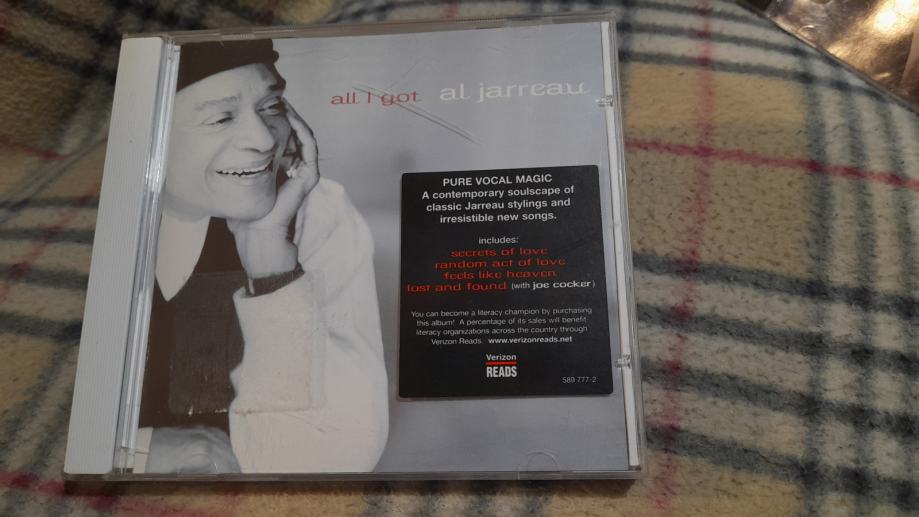 all I got al jarreau
PURE VOCAL MAGIC
A contemporary soulscape of
classic Jarreau stylings and
irresistible new songs.
includes:
secrets of love
random act of love
feels like heaven
lost and found (with joe cocker)
You can become a literacy champion by purchasing
this album! A percentage of its sales will benefit
literacy organizations across the country through
Verizon Reads. www.verizonreads.net
Verizon
READS
589 777-2